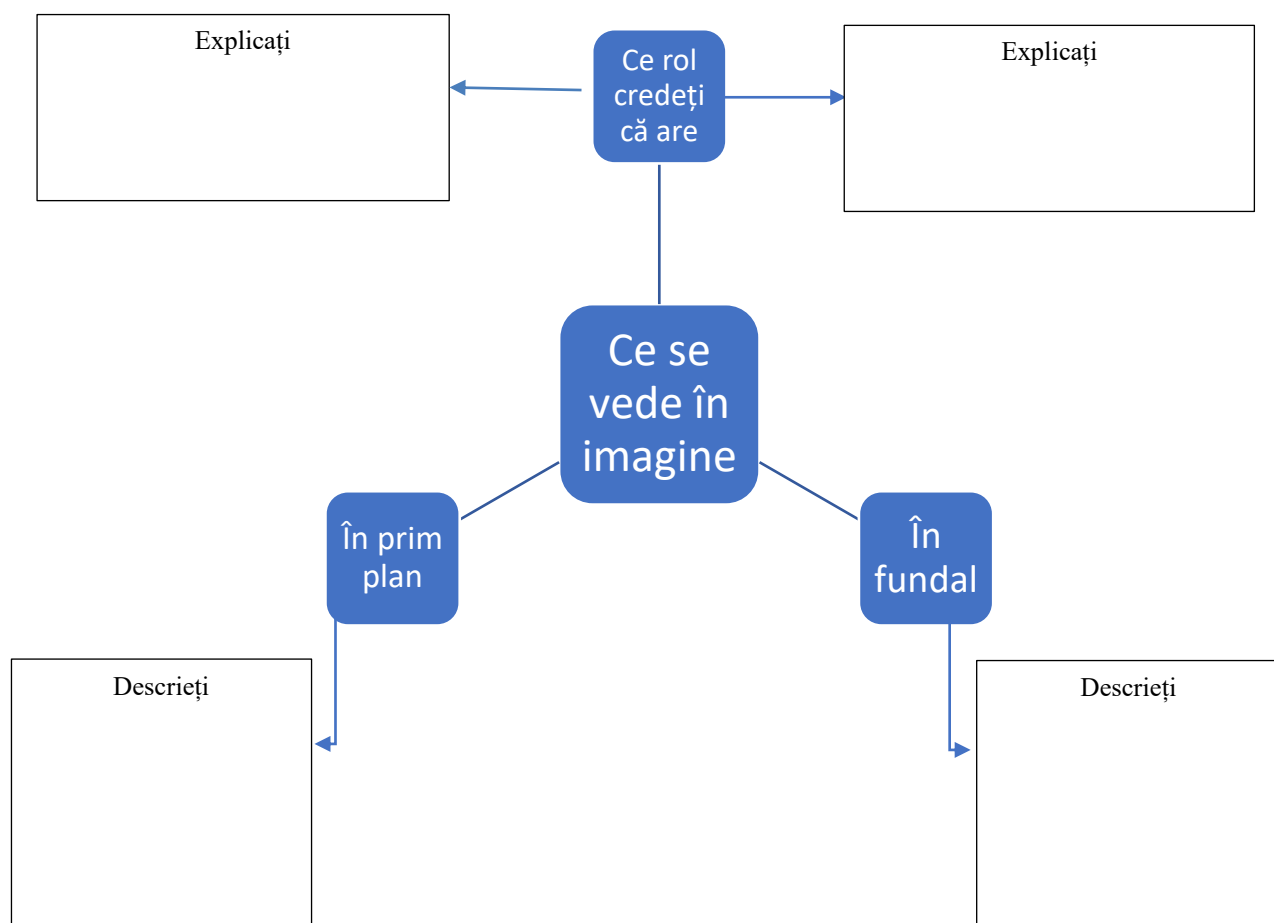 Explicați
Ce rol
credeți
că are
Explicați
Ce se
vede în
imagine
În prim
plan
În
fundal
Descrieți
Descrieți